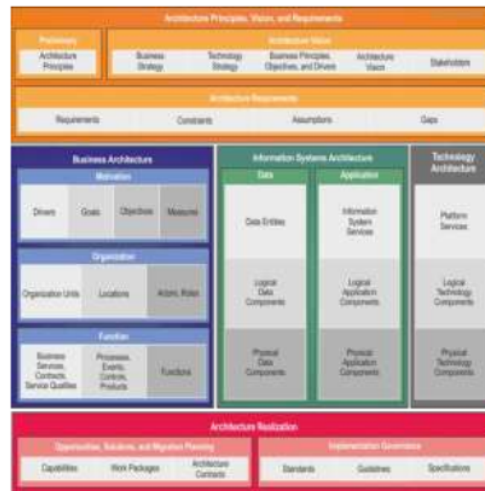 Architecture Principles, Vision, and Requirements
Preliminary
Architecture Vision
Architecture
Principles
Business
Strategy
Technology
Strategy
Business Principles,
Objectives, and Drivers
Architecture
Vision
Stakeholders
Architecture Requirements
Requirements
Constraints
Assumptions
Gaps
Business Architecture
Motivation
Drivers
Goals
Objectives
Measures
Organization
Organization Units
Locations
Actors, Roles
Function
Business
Services,
Contracts,
Service Qualities
Processes,
Events,
Controls,
Products
Functions
Information Systems Architecture
Data
Application
Data Entities
Information
System
Services
Logical
Data
Components
Logical
Application
Components
Physical
Data
Components
Physical
Application
Components
Technology
Architecture
Platform
Services
Logical
Technology
Components
Physical
Technology
Components
Architecture Realization
Opportunities, Solutions, and Migration Planning
Capabilities
Work Packages
Architecture
Contracts
Implementation Governance
Standards
Guidelines
Specifications